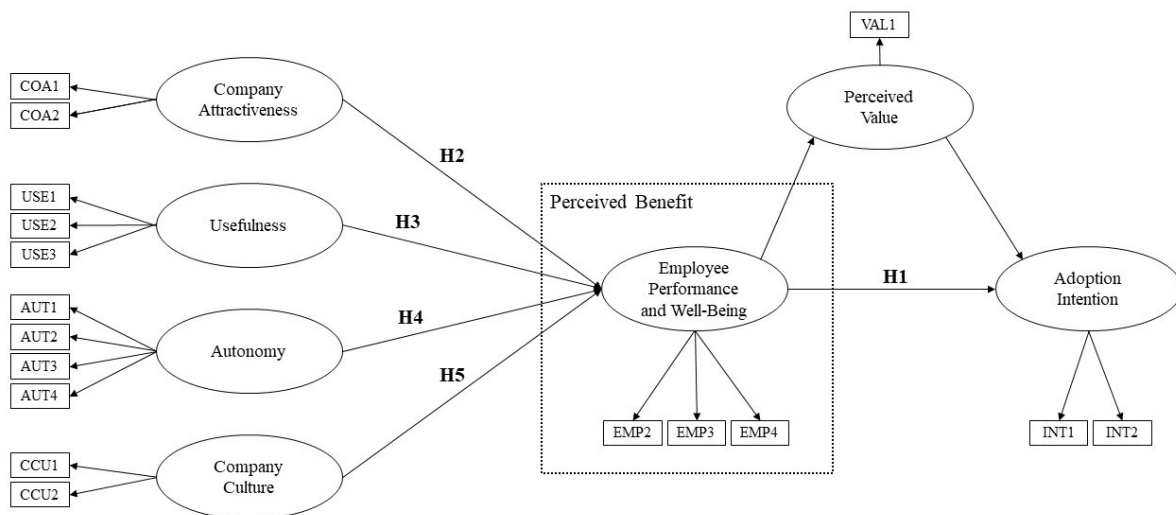 VAL1
COA1
COA2
Company
Attractiveness
Perceived
Value
H2
USE1
USE2
USE3
Usefulness
H3
Perceived Benefit
Employee
Performance
and Well-Being
H1
Adoption
Intention
AUT1
AUT2
AUT3
AUT4
Autonomy
H4
H5
EMP2
EMP3
EMP4
INT1
INT2
CCU1
CCU2
Company
Culture